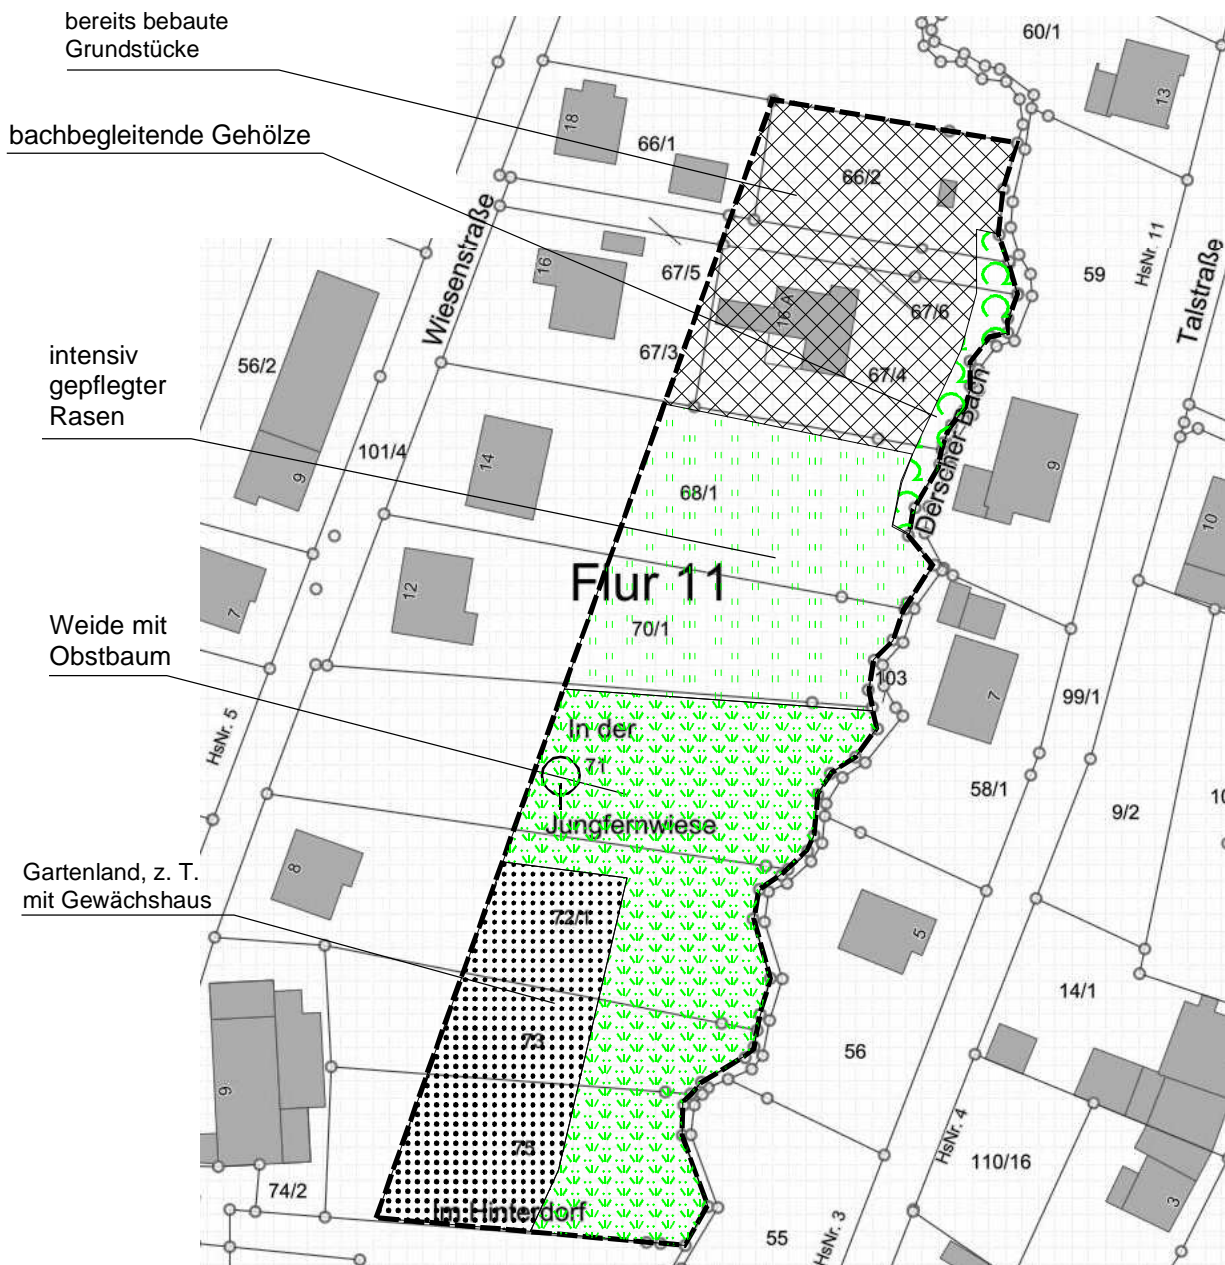 bereits bebaute
Grundstücke
60/1
13
bachbegleitende Gehölze
18
66/1
66/2
Wiesenstraße
16
67/5
59
HsNr. 11
Talstraße
16 A
67/6
intensiv
gepflegter
Rasen
56/2
67/3
67/4
Derscher Bach
101/4
14
9
9
68/1
10
Flur 11
12
7
70/1
Weide mit
Obstbaum
103
7
99/1
HsNr. 5
In der
71
58/1
10
9/2
Jungfernwiese
8
Gartenland, z. T.
mit Gewächshaus
72/1
5
14/1
73
56
9
75
HsNr. 4
110/16
74/2
Im Hinterdorf
3
55
HsNr. 3